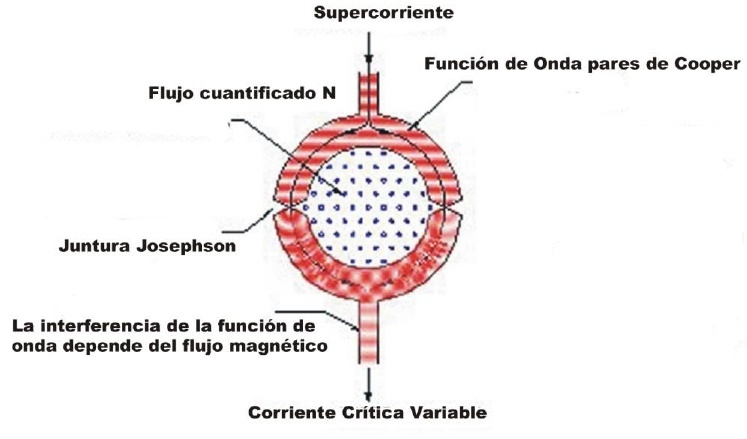 Supercorriente
Función de Onda pares de Cooper
Flujo cuantificado N
Juntura Josephson
La interferencia de la función de
onda depende del flujo magnético
Corriente Crítica Variable